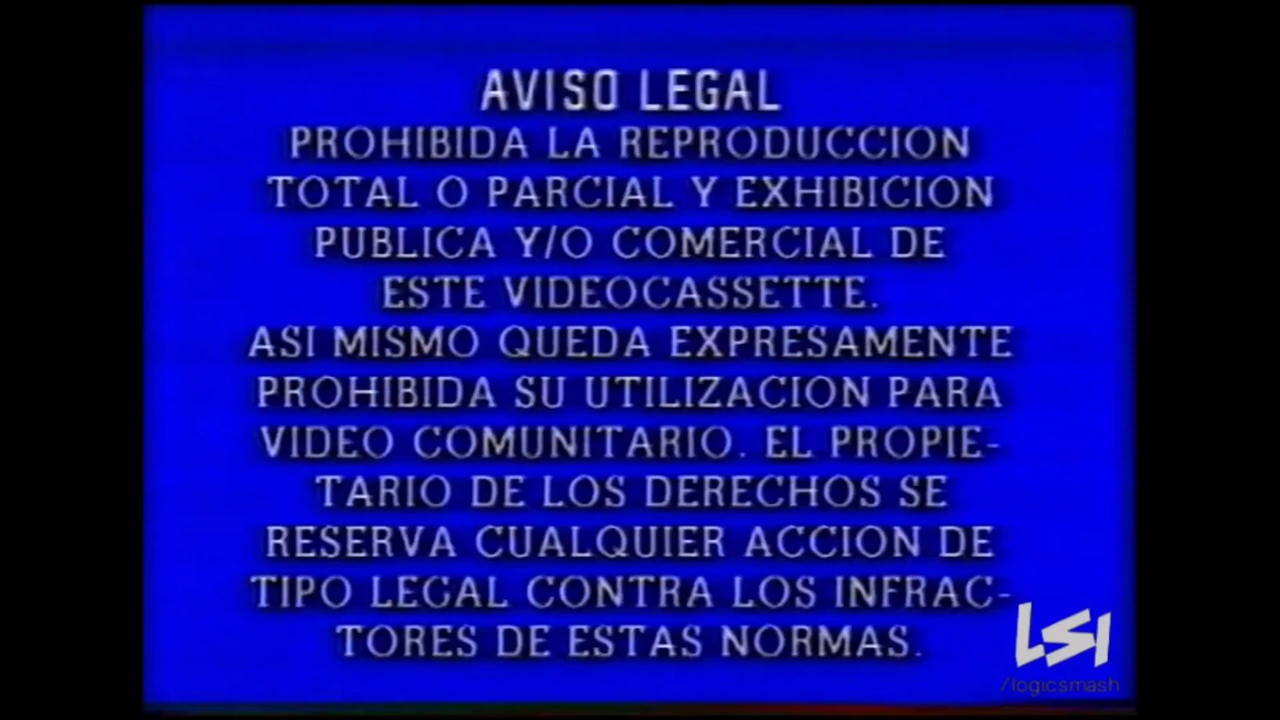 AVISO LEGAL
PROHIBIDA LA REPRODUCCION
TOTAL O PARCIAL Y EXHIBICION
PUBLICA Y/O COMERCIAL DE
ESTE VIDEOCASSETTE.
ASI MISMO QUEDA EXPRESAMENTE
PROHIBIDA SU UTILIZACION PARA
VIDEO COMUNITARIO. EL PROPIE-
TARIO DE LOS DERECHOS SE
RESERVA CUALQUIER ACCION DE
TIPO LEGAL CONTRA LOS INFRAC-
TORES DE ESTAS NORMAS.
LSI
/logicsmash